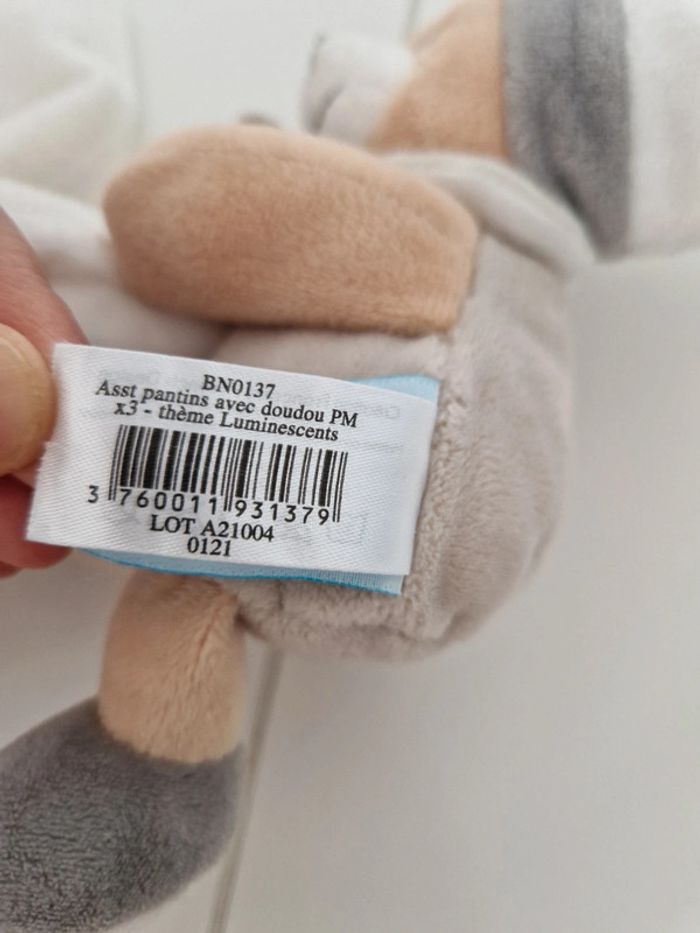 BN0137
Asst pantins avec doudou PM
x3 - thème Luminescents
3 760011 931379
LOT A21004
0121